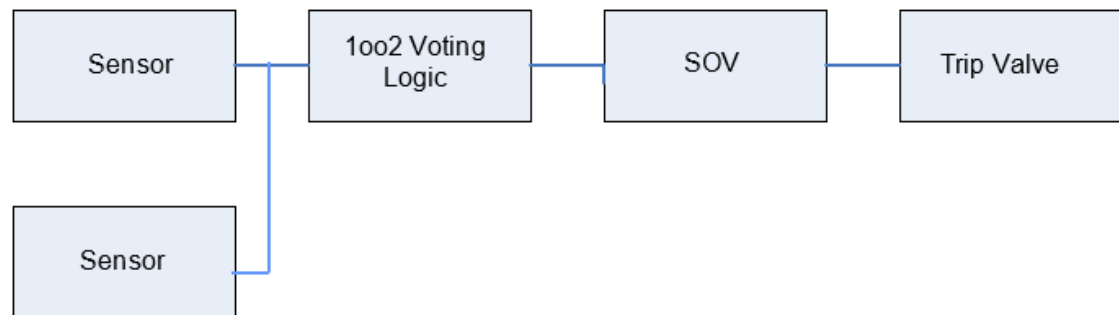 Sensor
1oo2 Voting
Logic
SOV
Trip Valve
Sensor